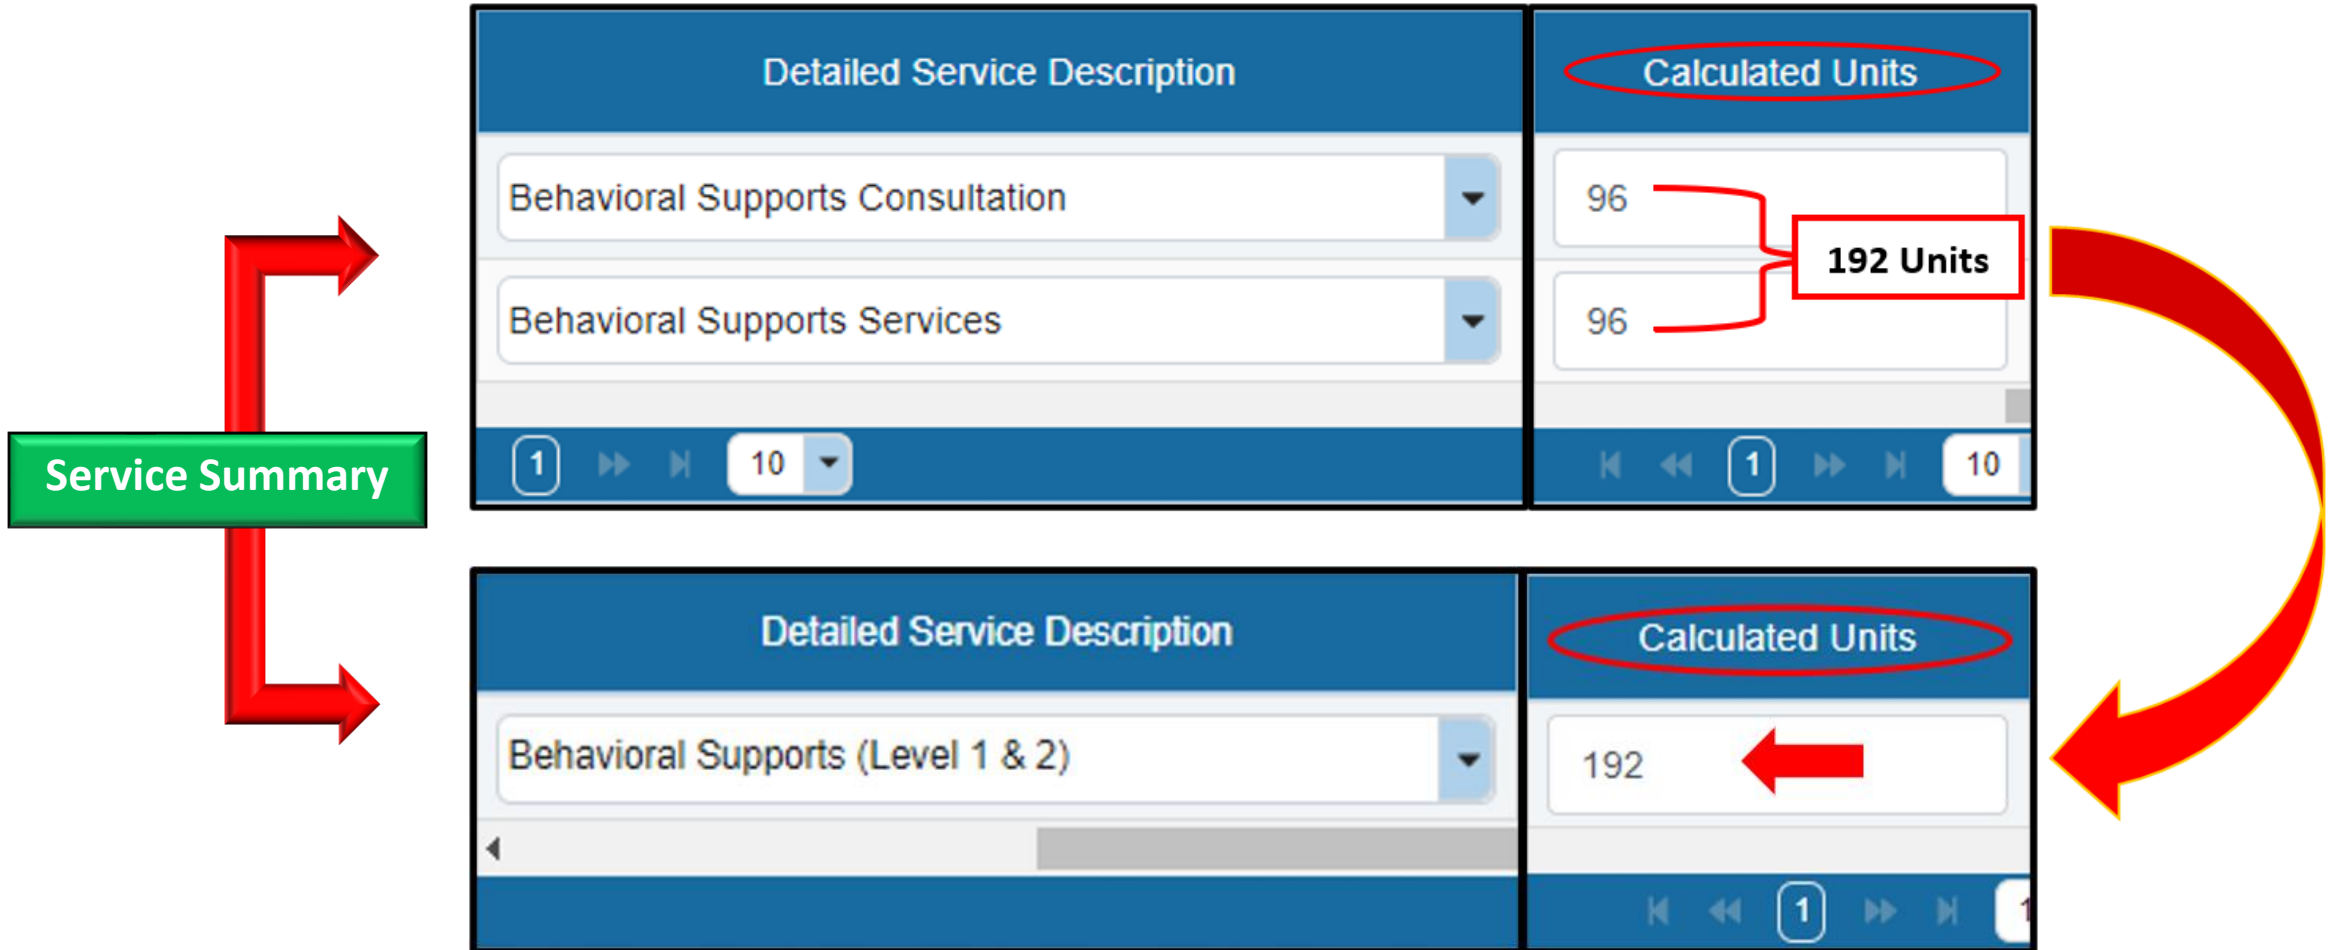 Detailed Service Description Calculated Units
Behavioral Supports Consultation 96
192 Units
Behavioral Supports Services 96
1 10 1 10
Service Summary
Detailed Service Description Calculated Units
Behavioral Supports (Level 1 & 2) 192
1